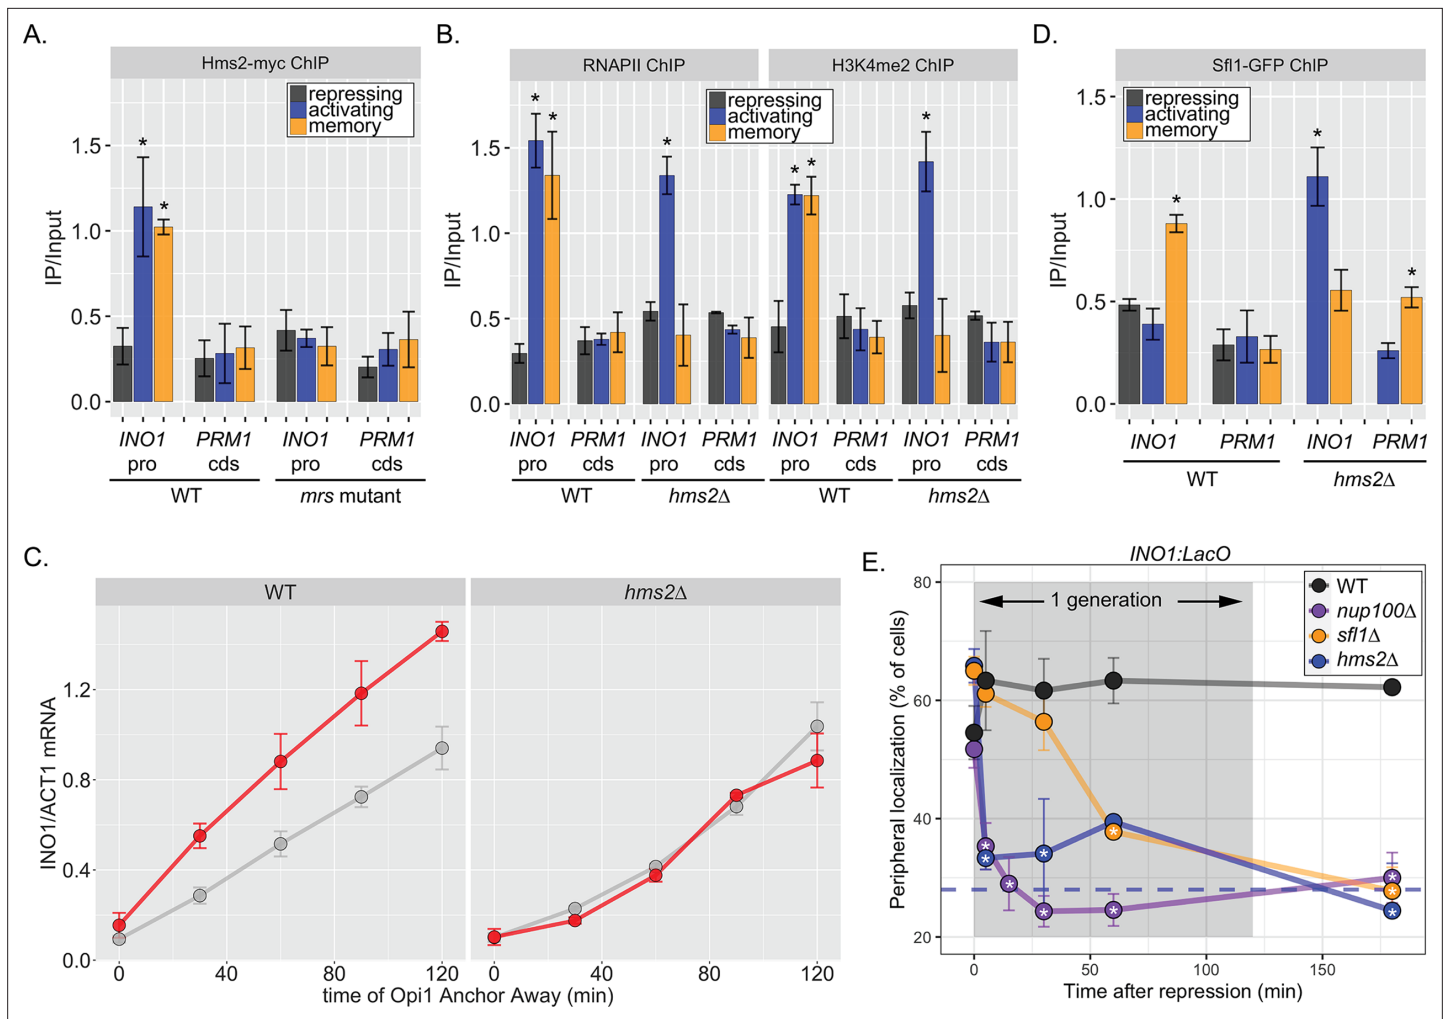 A.
Hms2-myc ChIP
repressing
activating
memory
IP/Input
1.5
1.0
0.5
0.0
INO1 PRM1 INO1 PRM1
pro cds pro cds
WT mrs mutant
B.
RNAPII ChIP H3K4me2 ChIP
repressing
activating
memory
IP/Input
1.5
1.0
0.5
0.0
INO1 PRM1 INO1 PRM1 INO1 PRM1 INO1 PRM1
pro cds pro cds pro cds pro cds
WT hms2Δ WT hms2Δ
D.
Sfl1-GFP ChIP
repressing
activating
memory
IP/Input
1.5
1.0
0.5
0.0
INO1 PRM1 INO1 PRM1
WT hms2Δ
C.
WT hms2Δ
INO1/ACT1 mRNA
1.2
0.8
0.4
0.0
0 40 80 120 0 40 80 120
time of Opi1 Anchor Away (min)
E.
INO1:LacO
1 generation
WT
nup100Δ
sfl1Δ
hms2Δ
Peripheral localization (% of cells)
80
60
40
20
0 50 100 150
Time after repression (min)